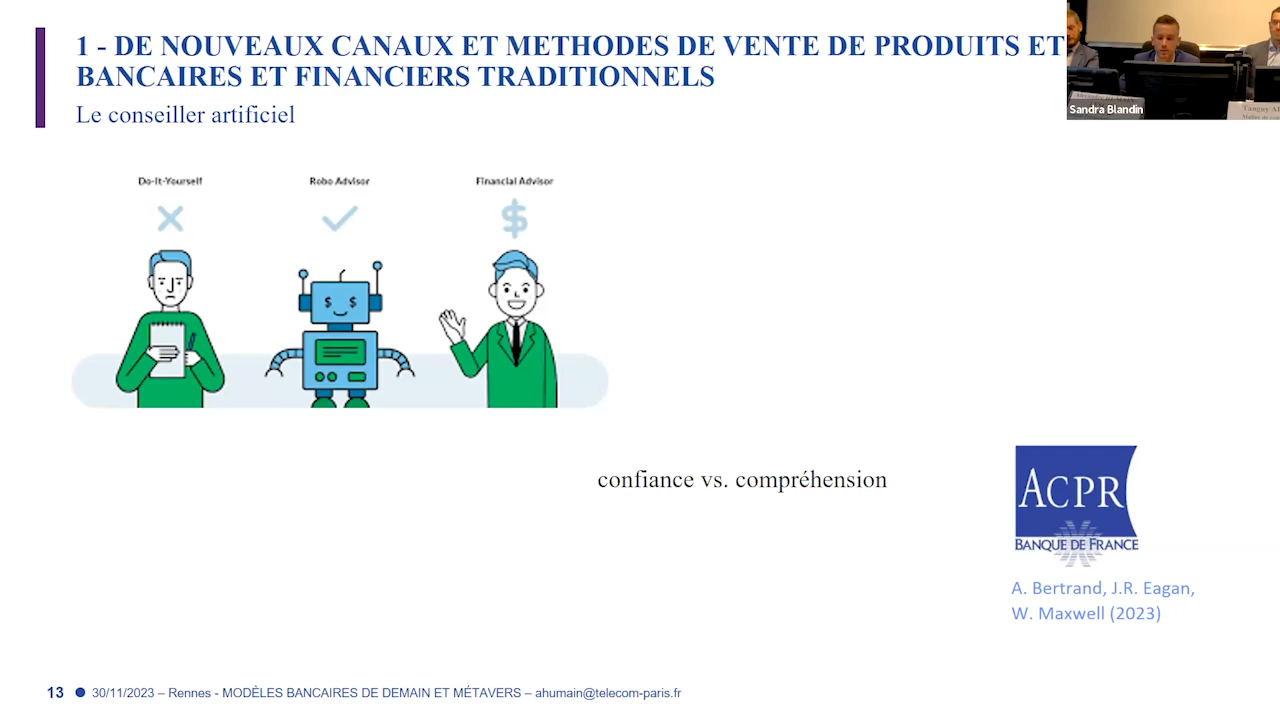 1 - DE NOUVEAUX CANAUX ET METHODES DE VENTE DE PRODUITS ET
BANCAIRES ET FINANCIERS TRADITIONNELS
Le conseiller artificiel
Sandra Blandin
Do-It-Yourself
Robo Advisor
Financial Advisor
$
$ $
confiance vs. compréhension
ACPR
BANQUE DE FRANCE
A. Bertrand, J.R. Eagan,
W. Maxwell (2023)
13 30/11/2023 – Rennes - MODÈLES BANCAIRES DE DEMAIN ET MÉTAVERS – ahumain@telecom-paris.fr